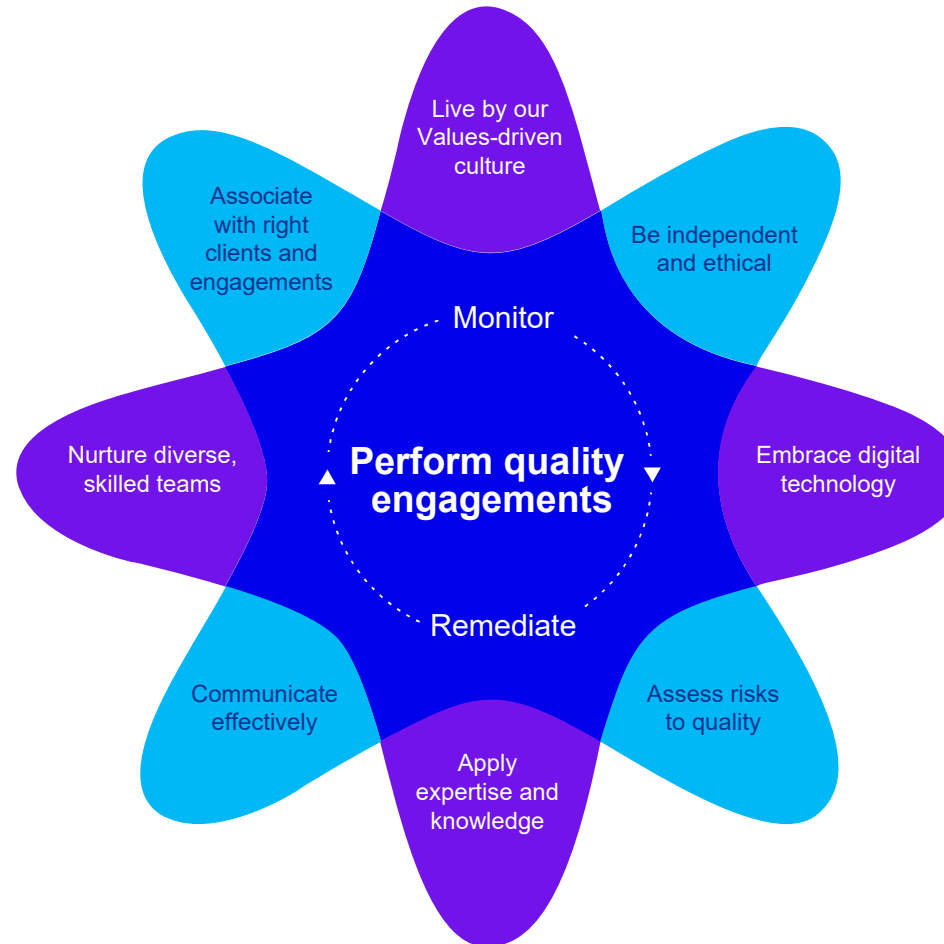 Live by our
Values-driven
culture
Associate
with right
clients and
engagements
Be independent
and ethical
Monitor
Nurture diverse,
skilled teams
Perform quality
engagements
Embrace digital
technology
Remediate
Communicate
effectively
Assess risks
to quality
Apply
expertise and
knowledge